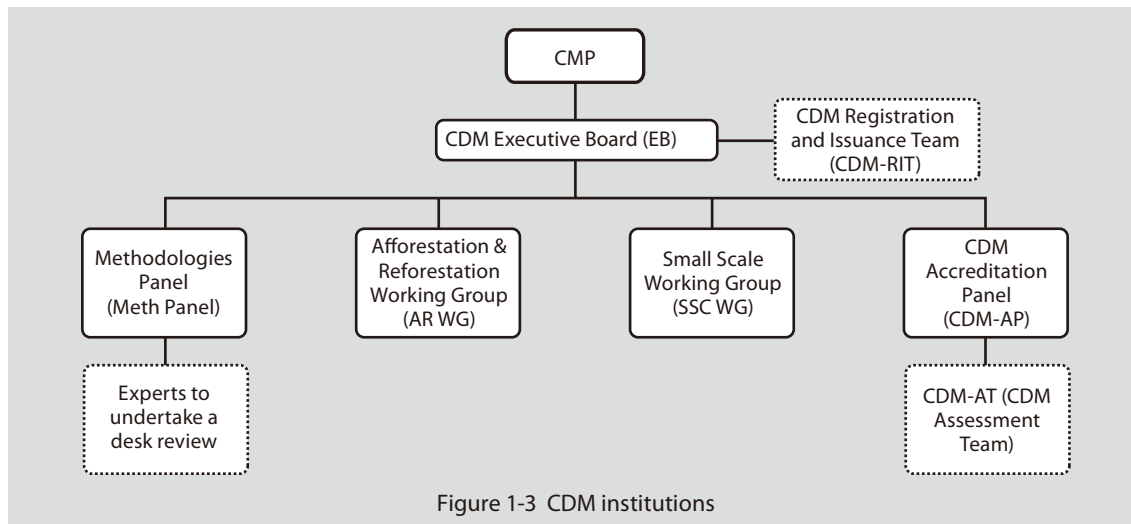 CMP
CDM Executive Board (EB)
CDM Registration
and Issuance Team
(CDM-RIT)
Methodologies
Panel
(Meth Panel)
Afforestation &
Reforestation
Working Group
(AR WG)
Small Scale
Working Group
(SSC WG)
CDM
Accreditation
Panel
(CDM-AP)
Experts to
undertake a
desk review
CDM-AT (CDM
Assessment
Team)
Figure 1-3 CDM institutions